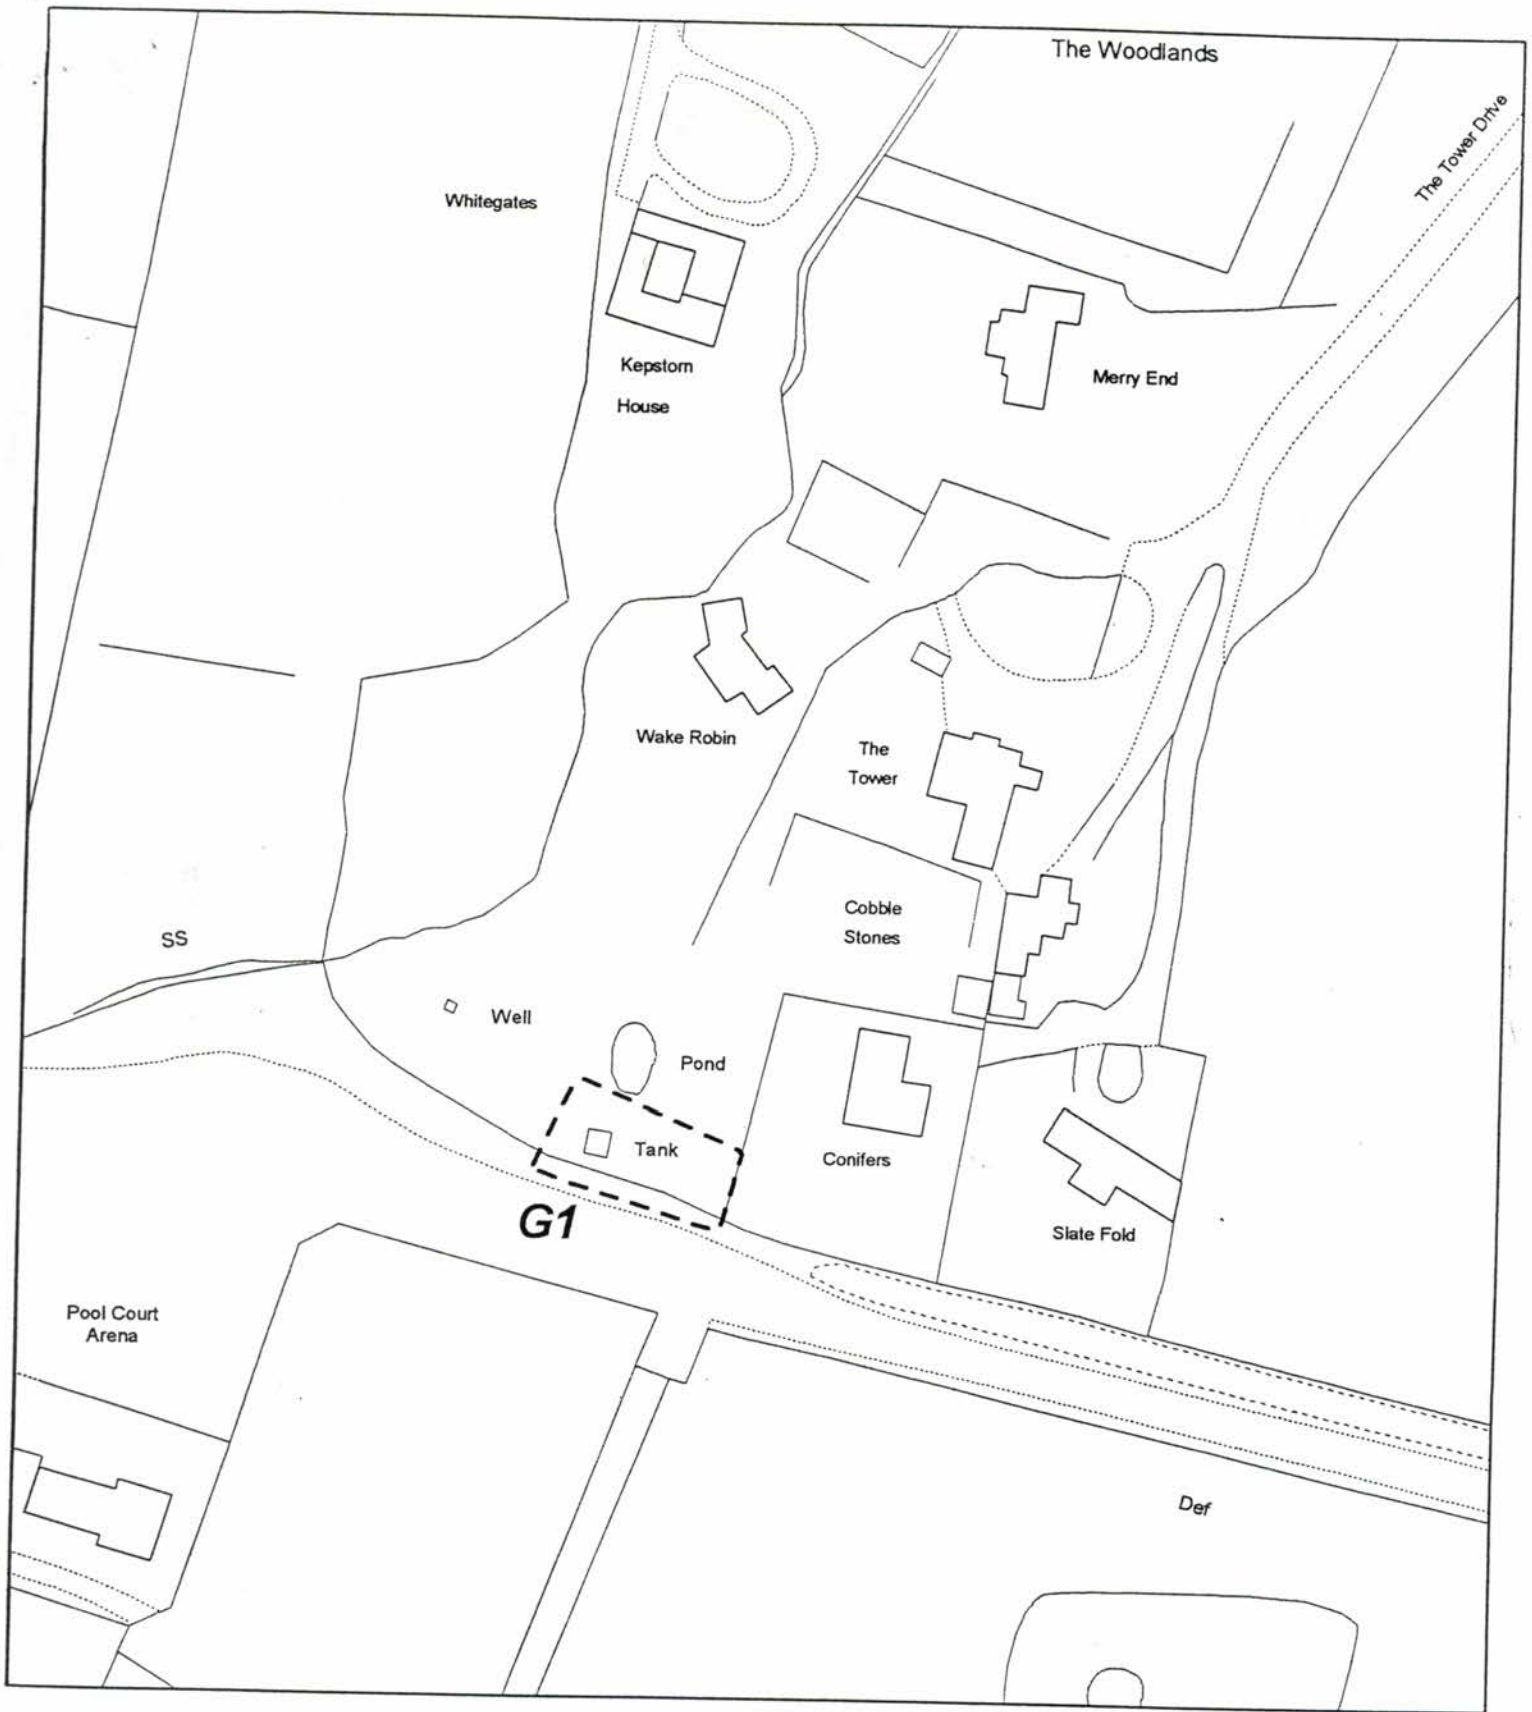 The Woodlands
The Tower Drive
Whitegates
Kepstorn
House
Merry End
Wake Robin
The
Tower
Cobble
Stones
SS
Well
Pond
Tank
Conifers
G1
Slate Fold
Pool Court
Arena
Def